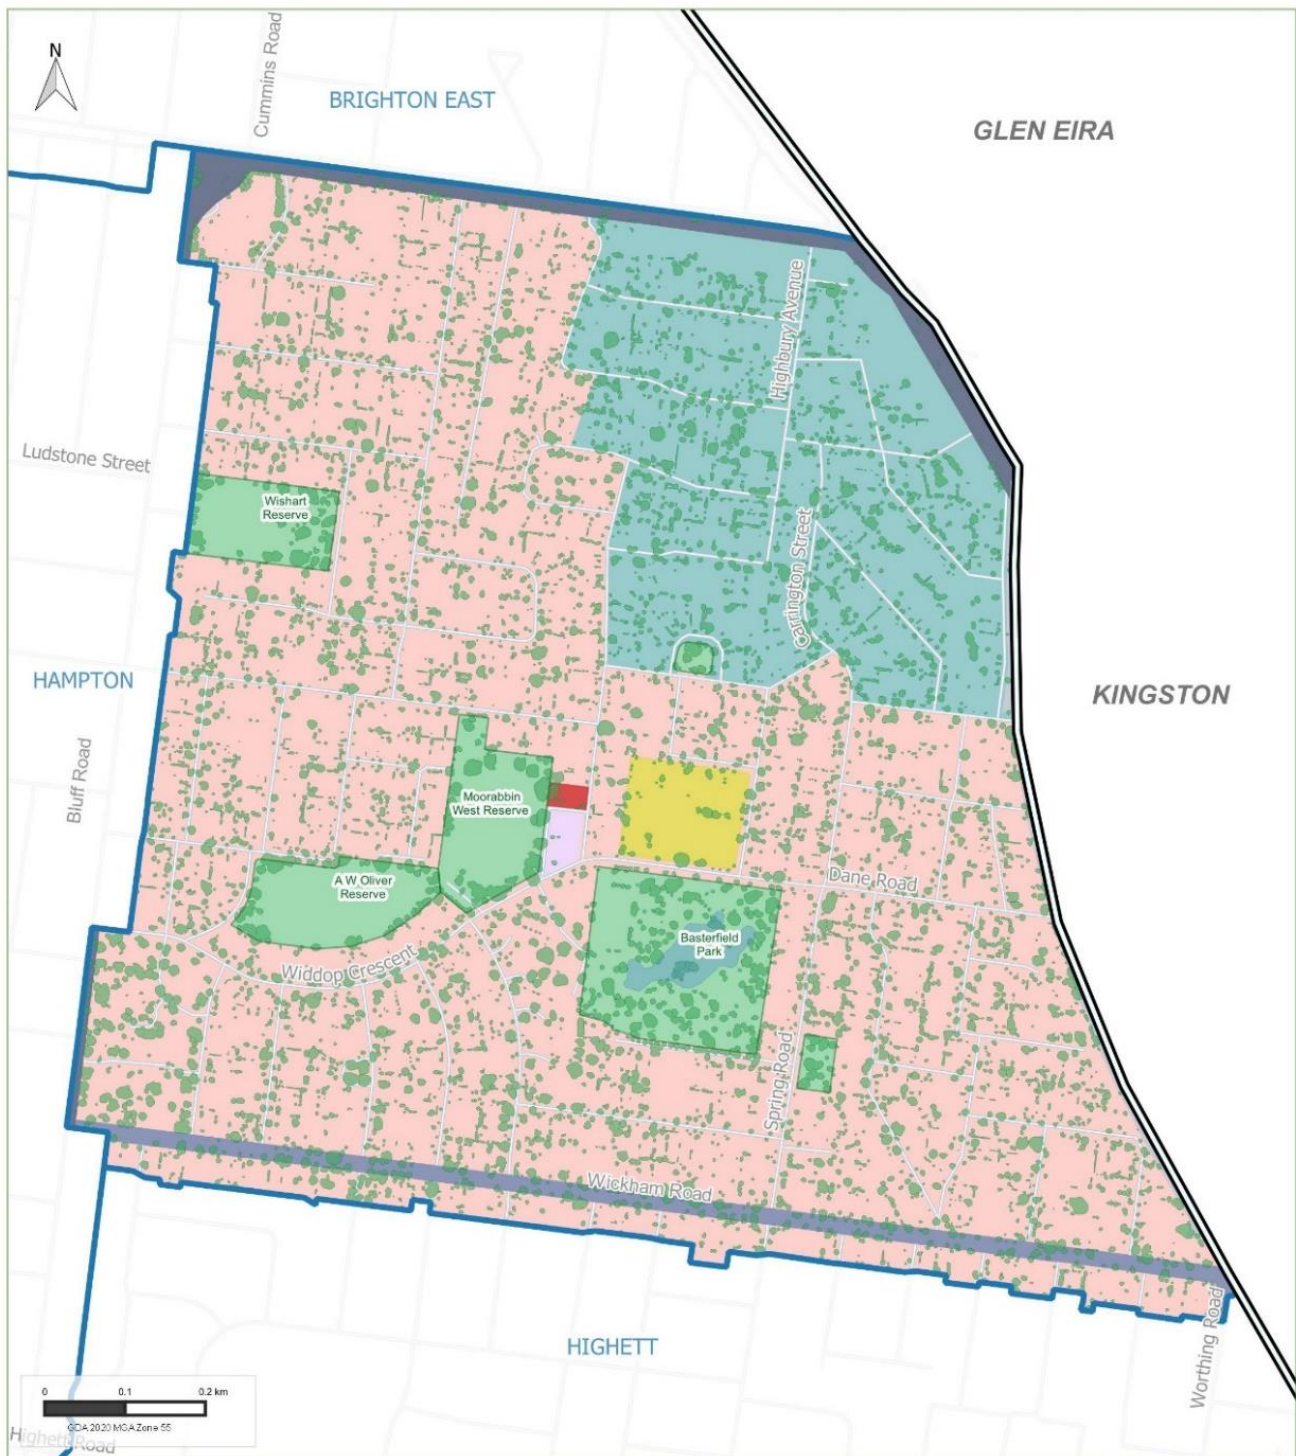 N
Cummins Road
BRIGHTON EAST
GLEN EIRA
Highbury Avenue
Ludstone Street
Wishart
Reserve
Carrington Street
HAMPTON
KINGSTON
Bluff Road
Moorabbin
West Reserve
A W Oliver
Reserve
Dane Road
Basterfield
Park
Widdop Crescent
Spring Road
Wickham Road
HIGHETT
Worthing Road
0 0.1 0.2 km
GDA 2020 MGA Zone 55
Highett Road